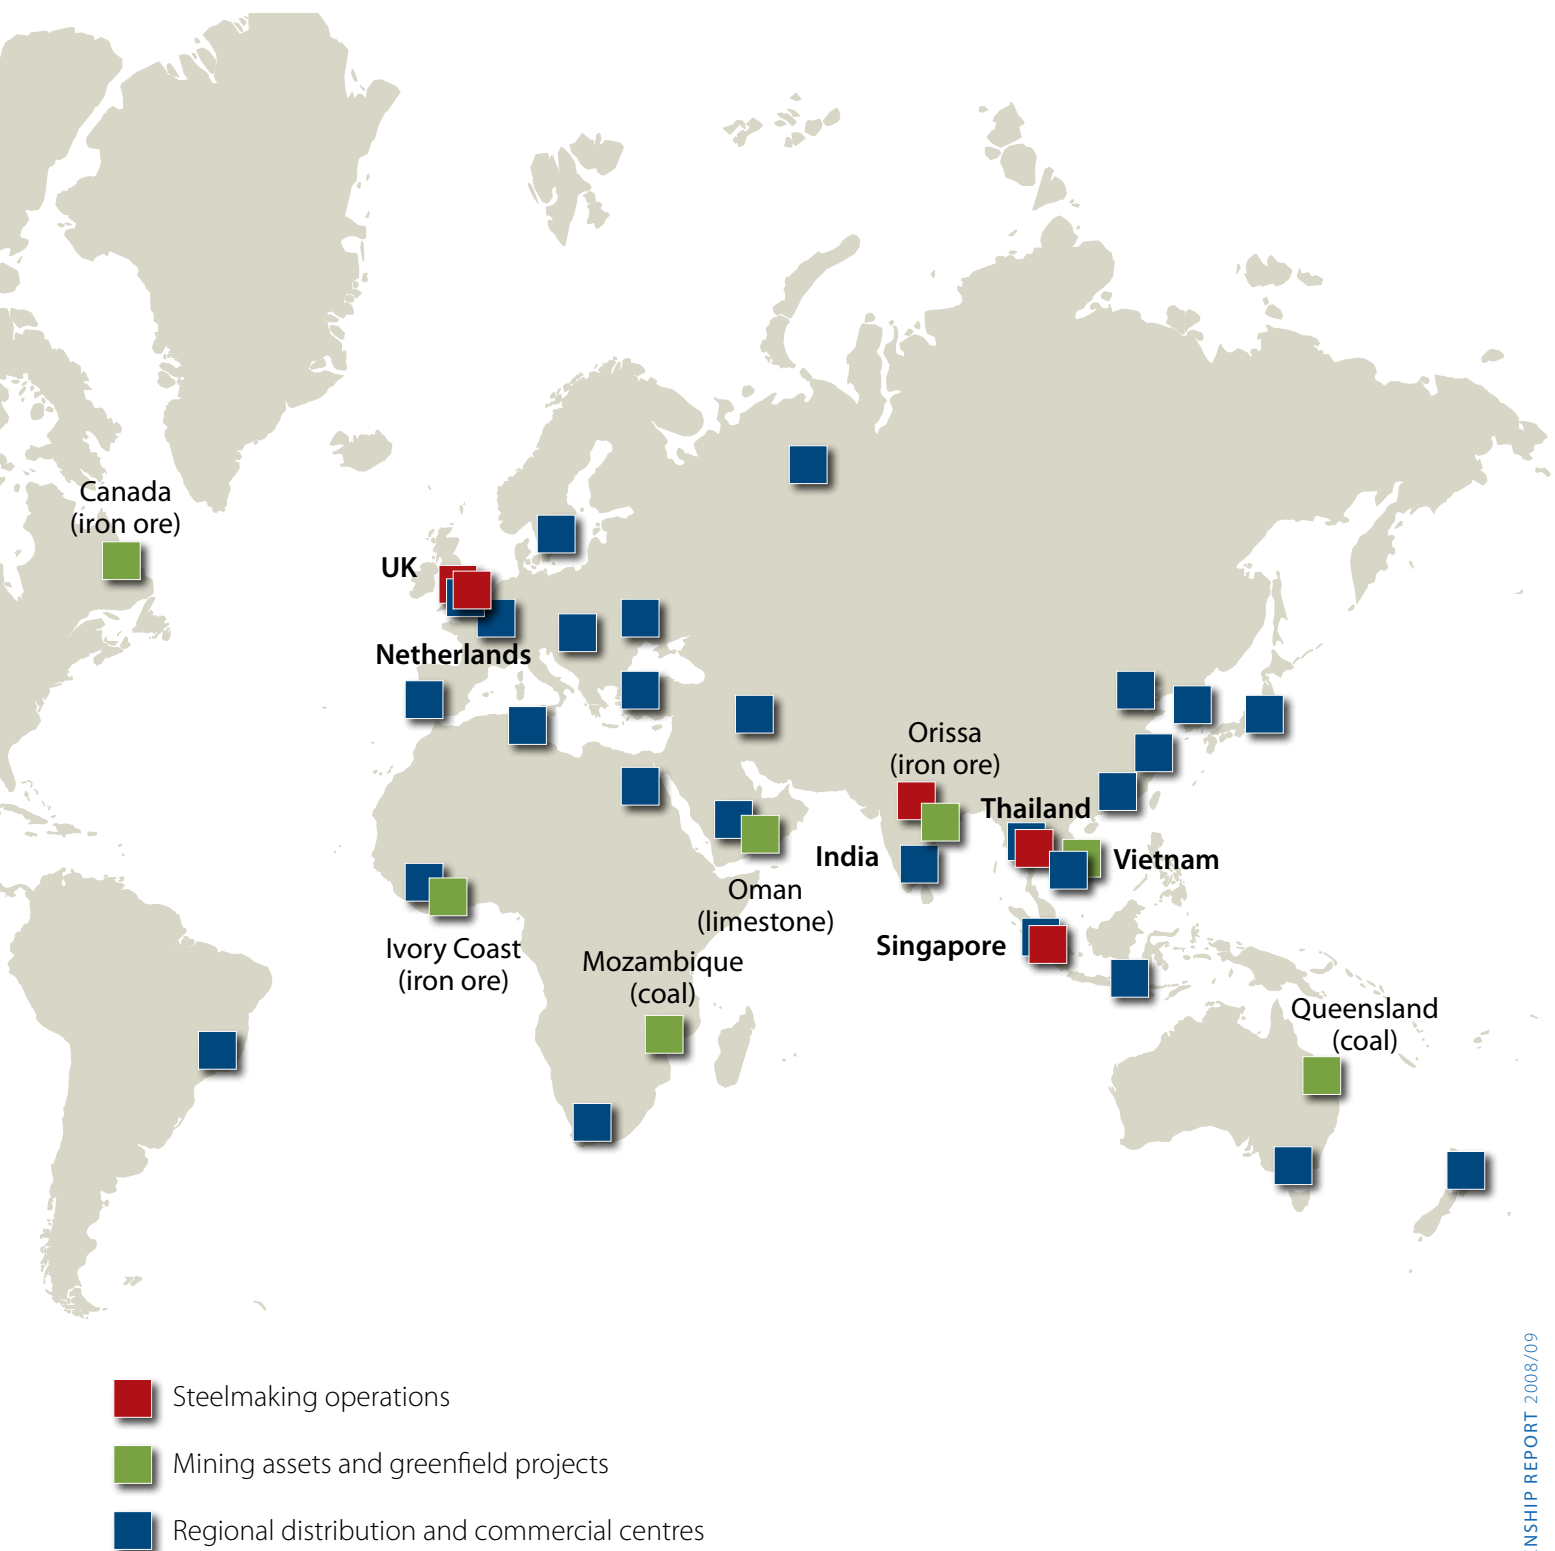 Canada
(iron ore)
UK
Netherlands
Orissa
(iron ore)
Thailand
India
Vietnam
Oman
(limestone)
Ivory Coast
(iron ore)
Singapore
Mozambique
(coal)
Queensland
(coal)
Steelmaking operations
Mining assets and greenfield projects
Regional distribution and commercial centres
REPORT 2008/09